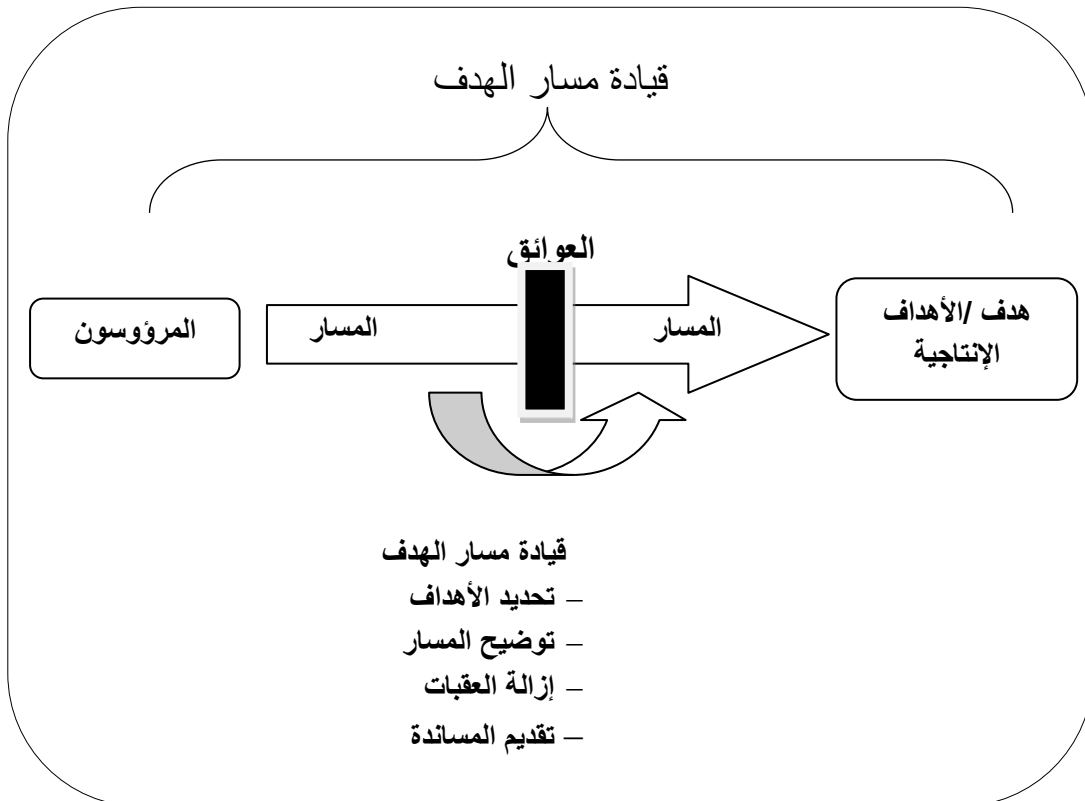 قيادة مسار الهدف
العوائق
المرؤوسون
المسار
المسار
هدف /الأهداف
الإنتاجية
قيادة مسار الهدف
– تحديد الأهداف
– توضيح المسار
– إزالة العقبات
– تقديم المساندة